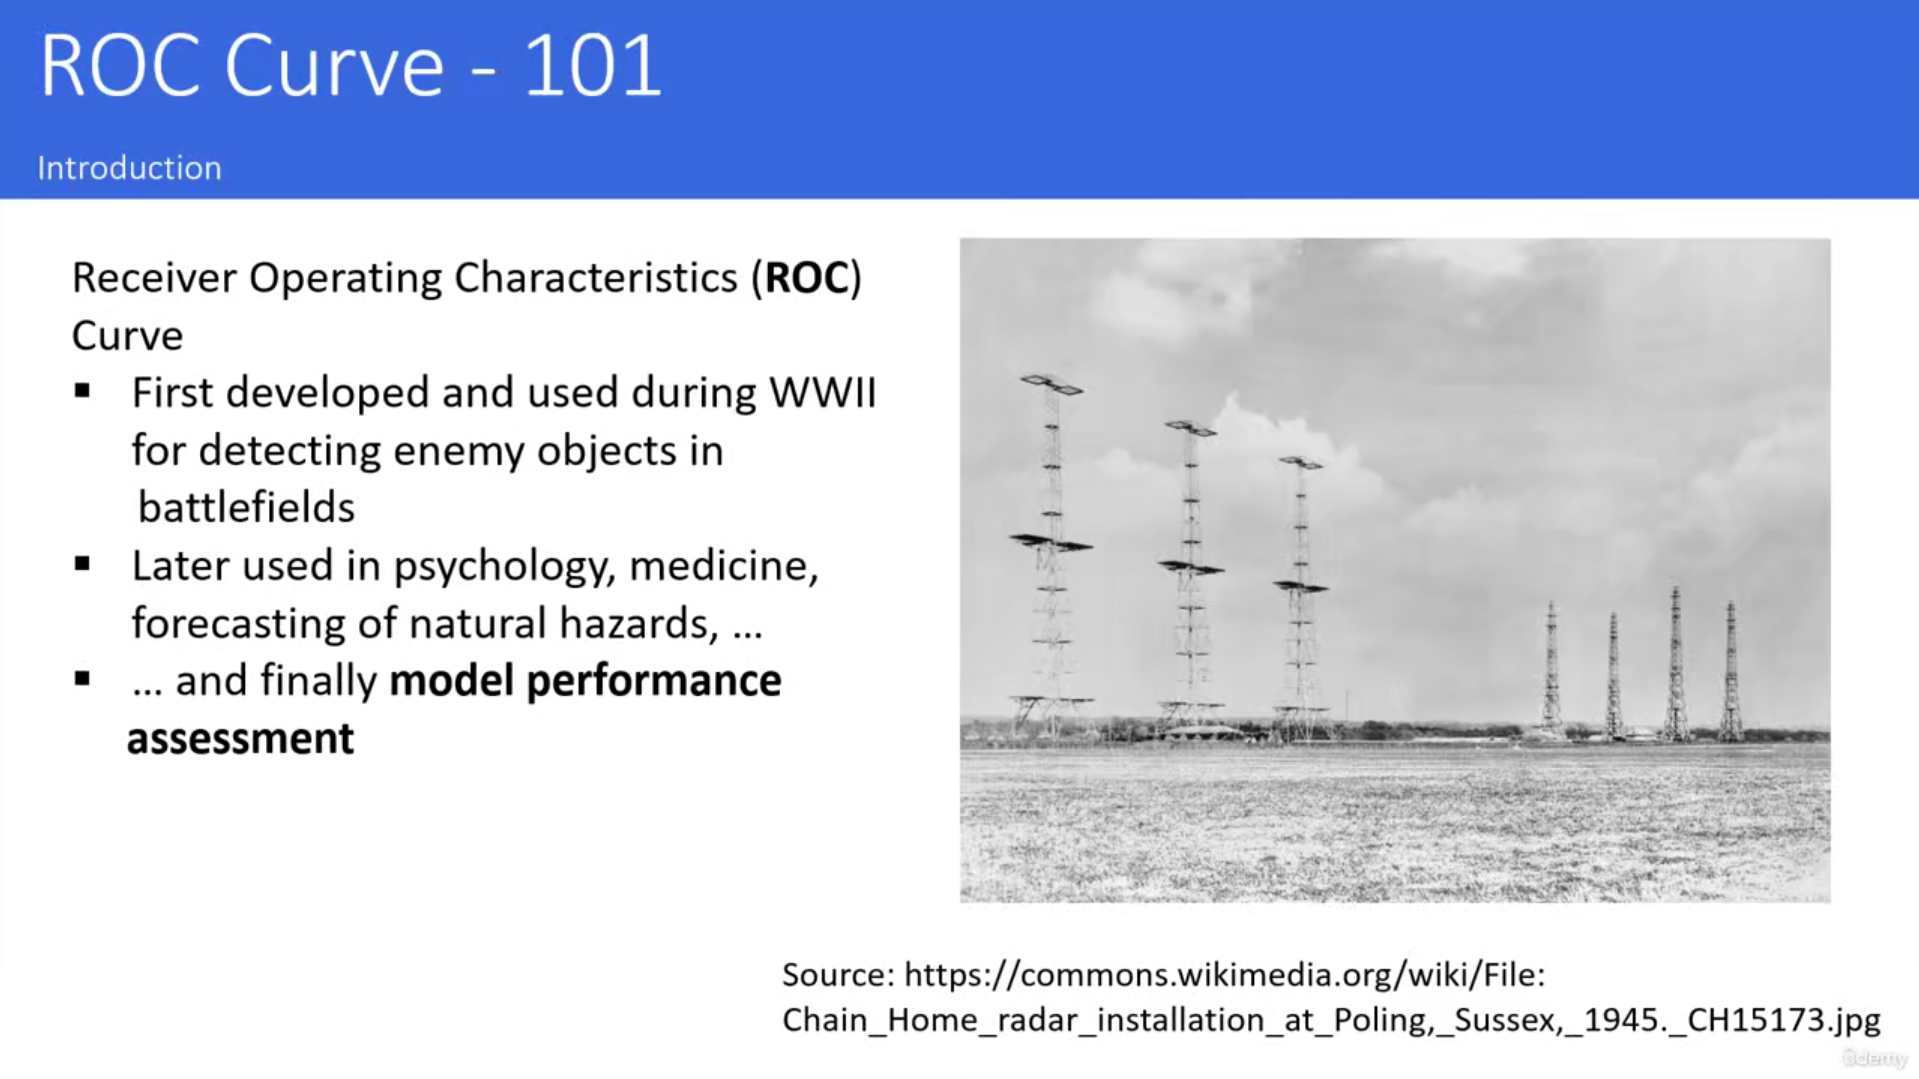 ROC Curve - 101
Introduction
Receiver Operating Characteristics (ROC)
Curve
▪ First developed and used during WWII
for detecting enemy objects in
battlefields
▪ Later used in psychology, medicine,
forecasting of natural hazards, ...
▪ ... and finally model performance
assessment
Source: https://commons.wikimedia.org/wiki/File:
Chain_Home_radar_installation_at_Poling,_Sussex,_1945._CH15173.jpg
ûdemy